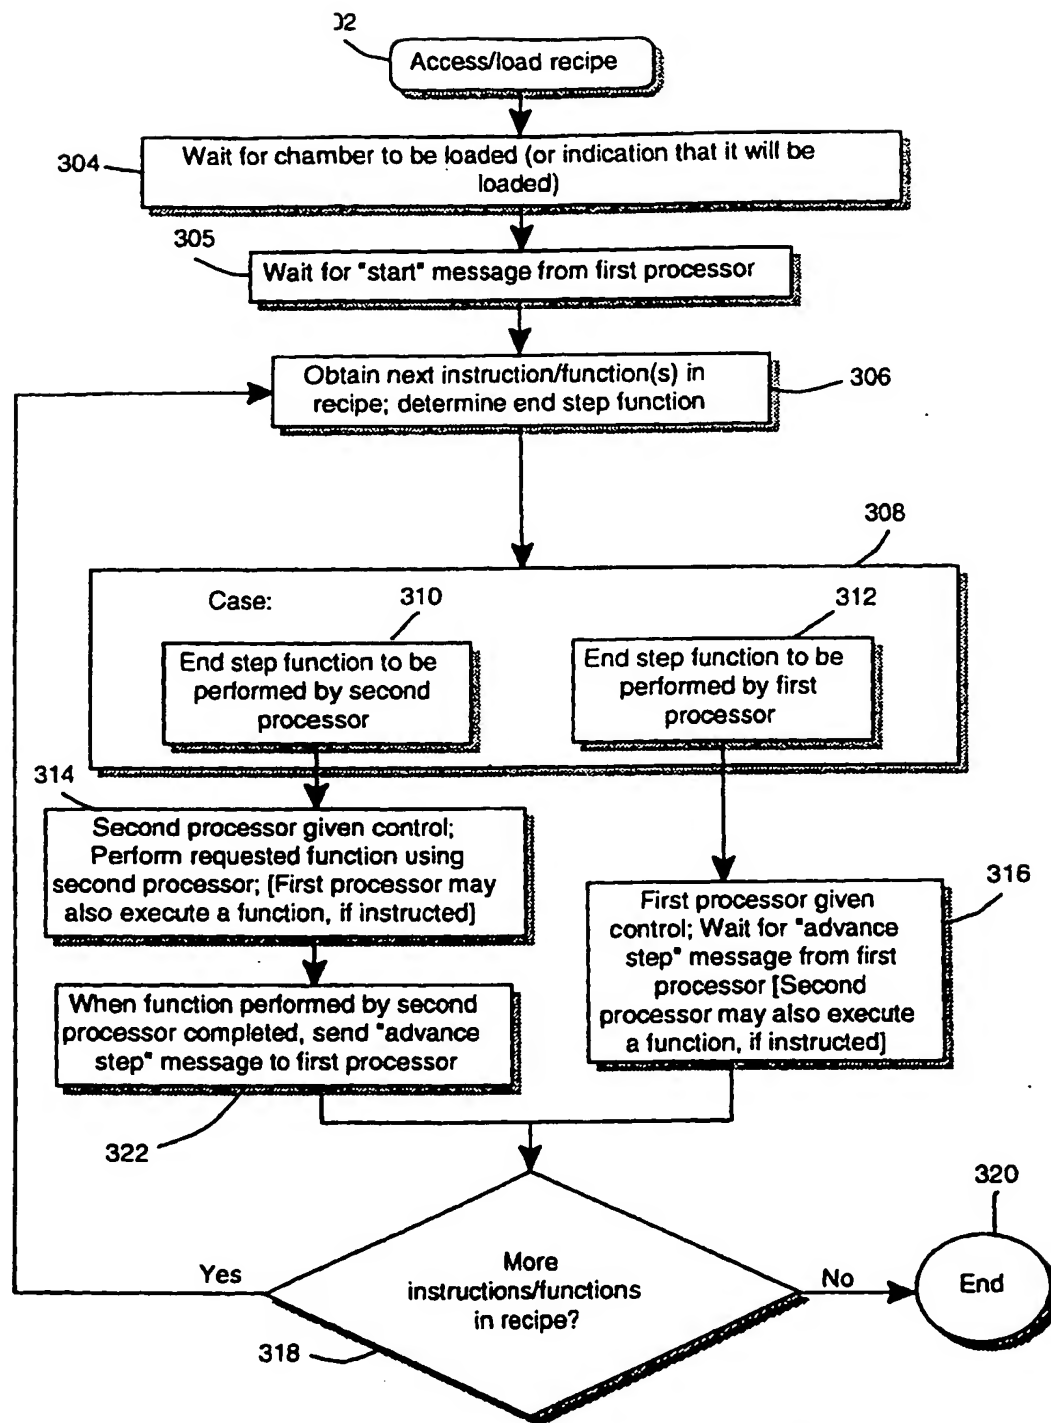 02
Access/load recipe
304
Wait for chamber to be loaded (or indication that it will be
loaded)
305
Wait for "start" message from first processor
306
Obtain next instruction/function(s) in
recipe; determine end step function
308
Case:
310
312
End step function to be
performed by second
processor
End step function to be
performed by first
processor
314
Second processor given control;
Perform requested function using
second processor; [First processor may
also execute a function, if instructed]
316
First processor given
control; Wait for "advance
step" message from first
processor [Second
processor may also execute
a function, if instructed]
When function performed by second
processor completed, send "advance
step" message to first processor
322
320
Yes
More
instructions/functions
in recipe?
No
End
318